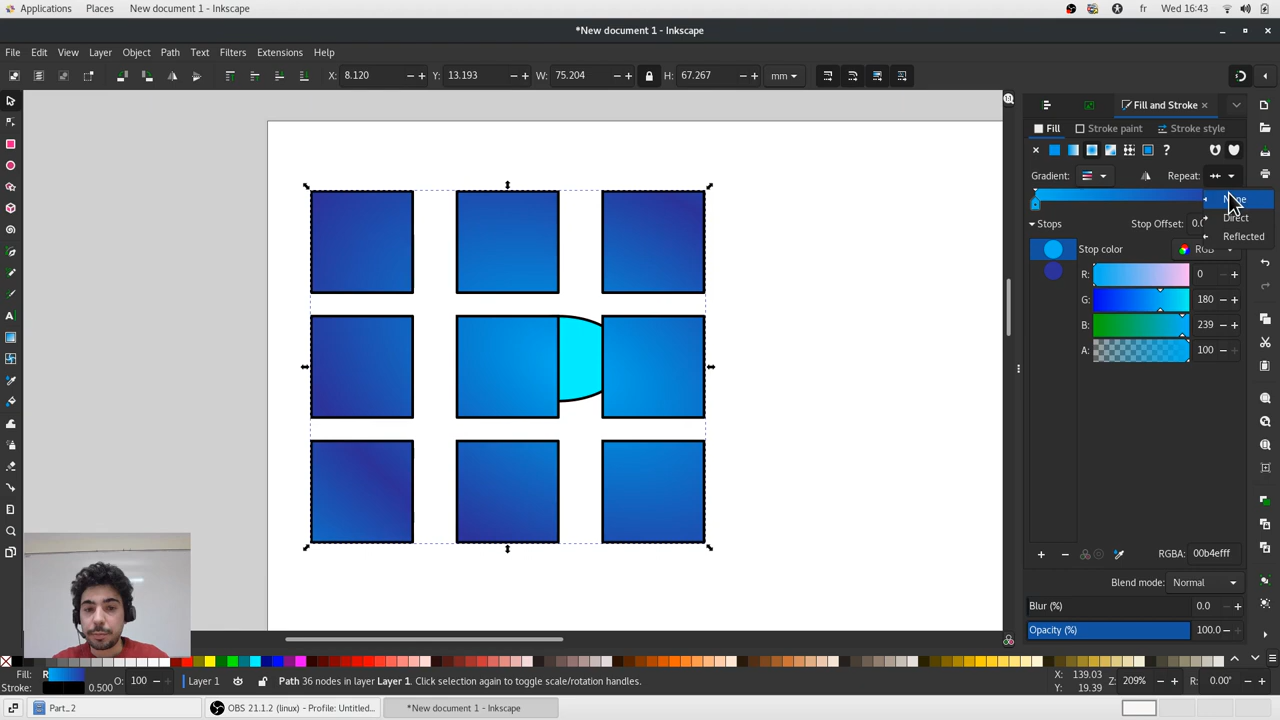 Applications Places New document 1 - Inkscape fr Wed 16:43
*New document 1 - Inkscape
File Edit View Layer Object Path Text Filters Extensions Help
X: 8.120 Y: 13.193 W: 75.204 H: 67.267 mm
Fill and Stroke
Fill Stroke paint Stroke style
?
Gradient: Repeat:
None
Direct
Reflected
Stops Stop Offset: 0.0
Stop color RGB
R: 0
G: 180
B: 239
A: 100
RGBA: 00b4efff
Blend mode: Normal
Blur (%) 0.0
Opacity (%) 100.0
Fill: R O: 100 Layer 1 Path 36 nodes in layer Layer 1. Click selection again to toggle scale/rotation handles. X: 139.03 Z: 209% R: 0.00°
Stroke: 0.500 Y: 19.39
Part_2 OBS 21.1.2 (linux) - Profile: Untitled... *New document 1 - Inkscape